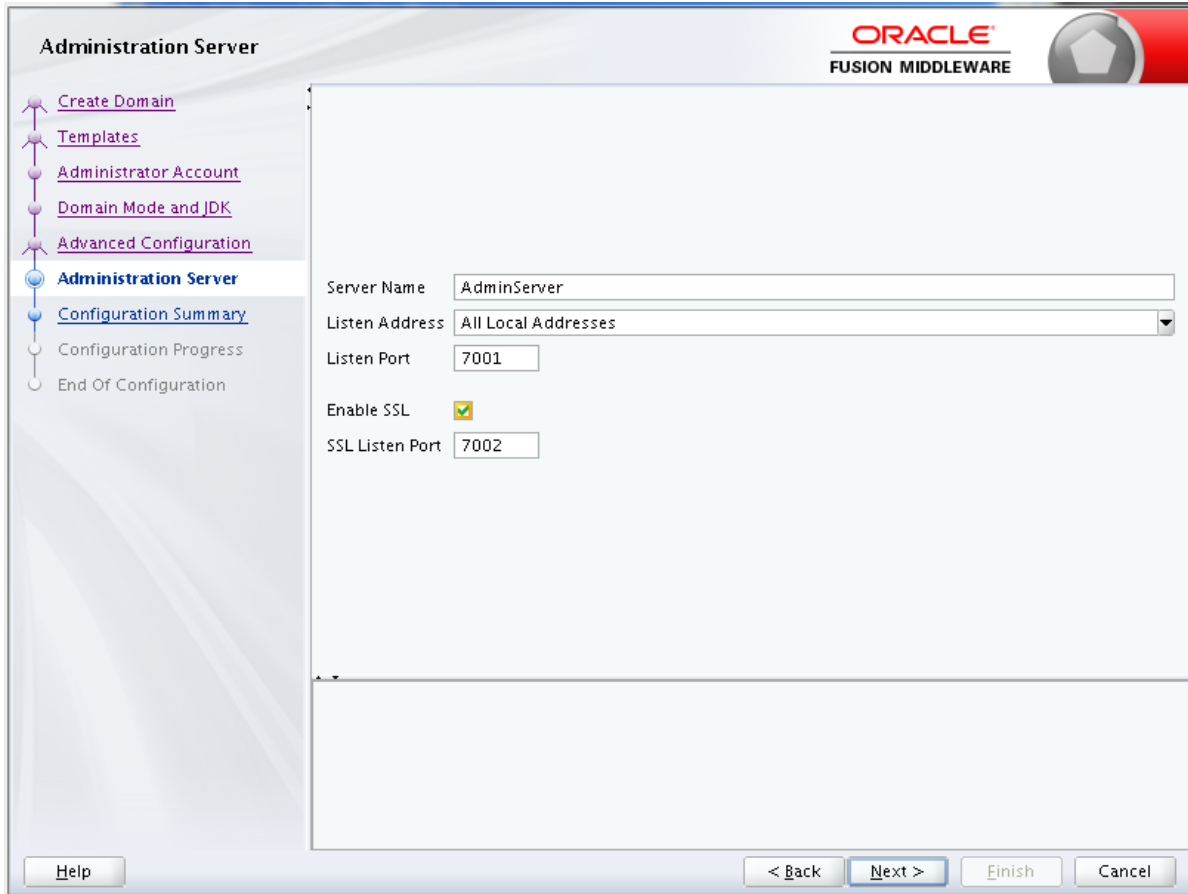 Administration Server
ORACLE
FUSION MIDDLEWARE
Create Domain
Templates
Administrator Account
Domain Mode and JDK
Advanced Configuration
Administration Server
Configuration Summary
Configuration Progress
End Of Configuration
Server Name AdminServer
Listen Address All Local Addresses
Listen Port 7001
Enable SSL
SSL Listen Port 7002
Help
< Back Next > Finish Cancel